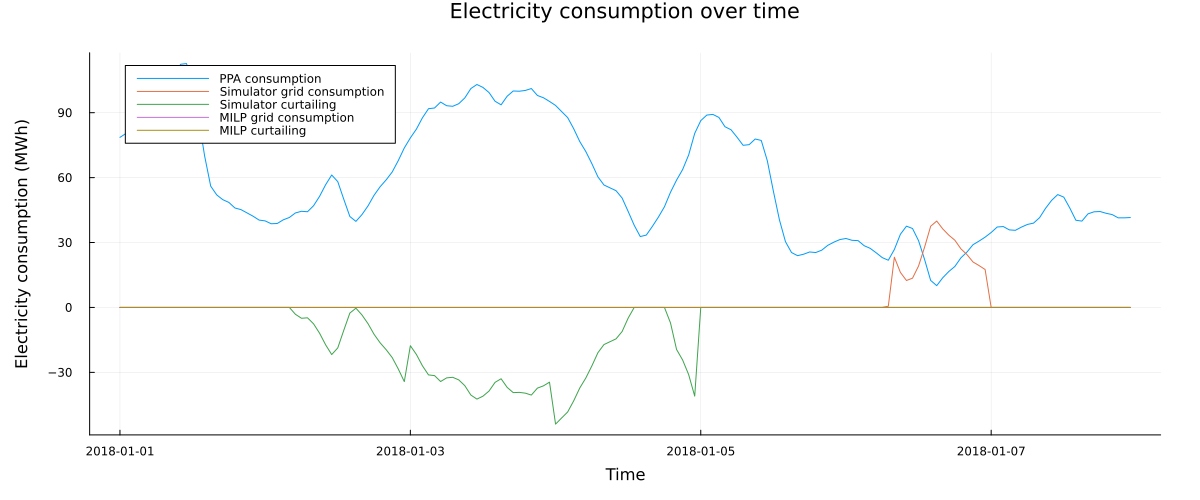 Electricity consumption over time
Electricity consumption (MWh)
PPA consumption
Simulator grid consumption
Simulator curtailing
MILP grid consumption
MILP curtailing
90
60
30
0
−30
2018-01-01
2018-01-03
2018-01-05
2018-01-07
Time